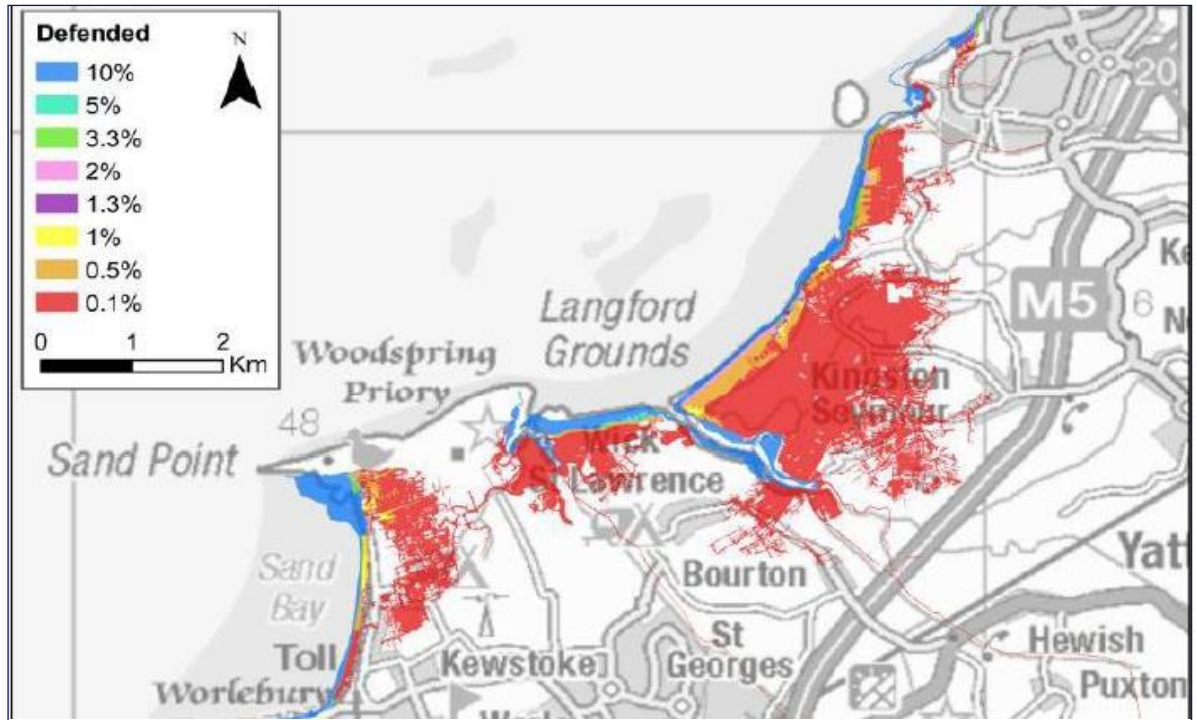 Defended
N
10%
5%
3.3%
2%
1.3%
1%
0.5%
0.1%
0 1 2
Km
20
M5
6
Langford
Grounds
Woodspring
Priory
48
Sand Point
Kingston
Seymour
Wick
St Lawrence
Sand
Bay
Bourton
Toll
Worlebury
Kewstoke
St
Georges
Hewish
Puxton